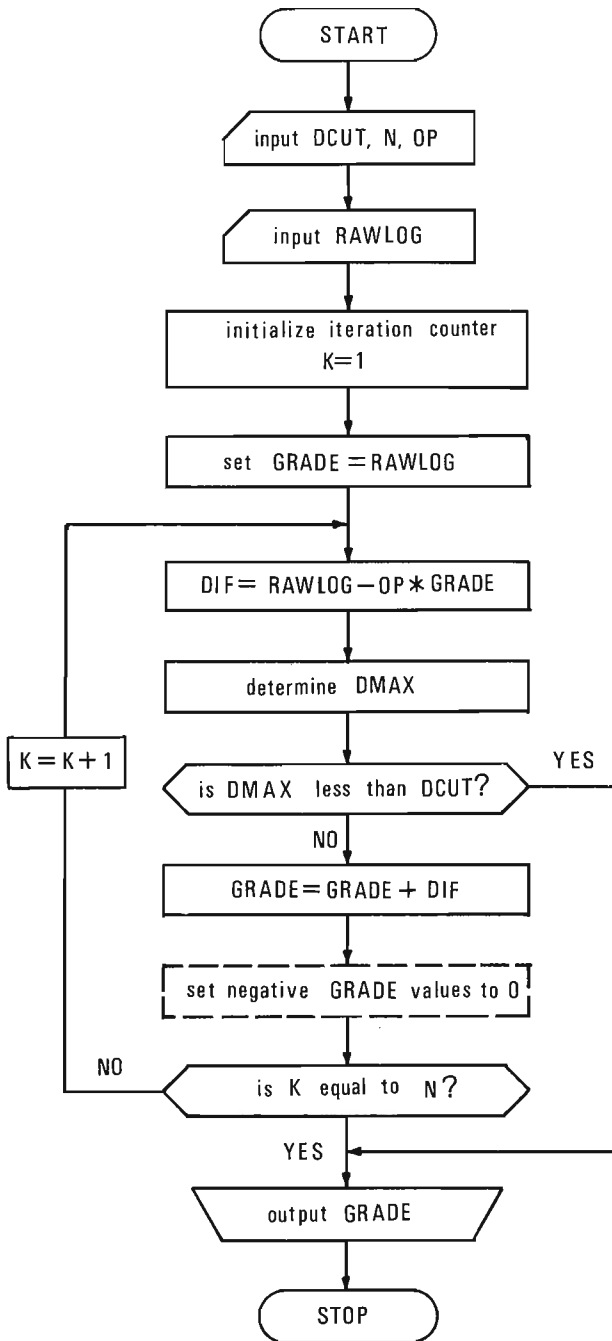 START
input DCUT, N, OP
input RAWLOG
initialize iteration counter
K=1
set GRADE=RAWLOG
DIF= RAWLOG-OP*GRADE
determine DMAX
K=K+1
is DMAX less than DCUT?
YES
NO
GRADE=GRADE + DIF
set negative GRADE values to 0
NO
is K equal to N?
YES
output GRADE
STOP